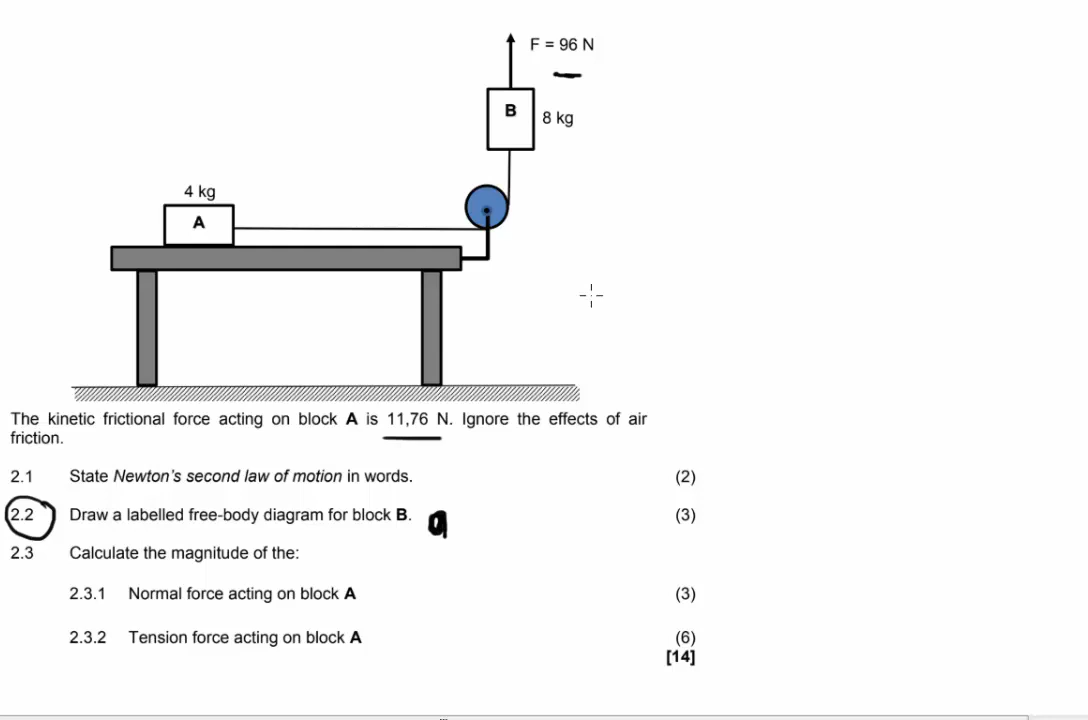 F = 96 N
B
8 kg
4 kg
A
The kinetic frictional force acting on block A is 11,76 N. Ignore the effects of air
friction.
2.1 State Newton's second law of motion in words. (2)
2.2 Draw a labelled free-body diagram for block B. (3)
2.3 Calculate the magnitude of the:
2.3.1 Normal force acting on block A (3)
2.3.2 Tension force acting on block A (6)
[14]